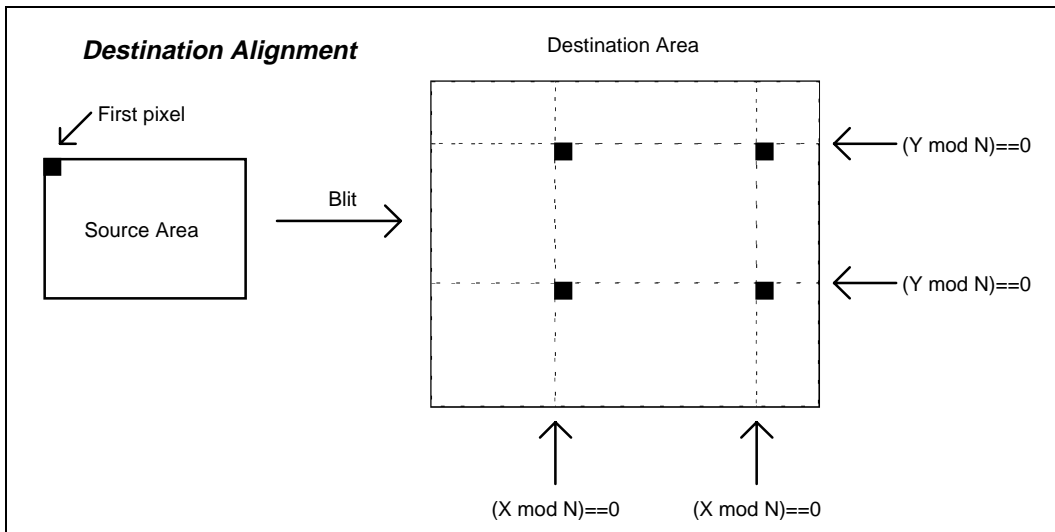 Destination Alignment
Destination Area
First pixel
(Y mod N)==0
Blit
Source Area
(Y mod N)==0
(X mod N)==0
(X mod N)==0